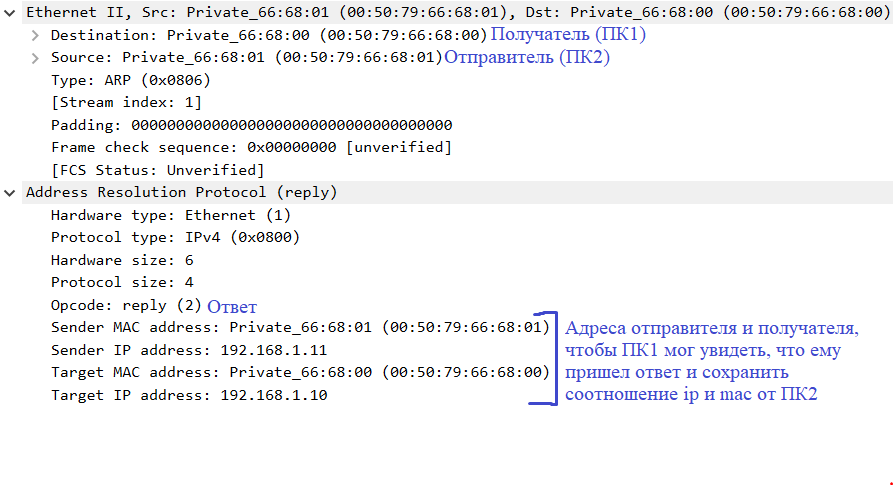 Ethernet II, Src: Private_66:68:01 (00:50:79:66:68:01), Dst: Private_66:68:00 (00:50:79:66:68:00)
Destination: Private_66:68:00 (00:50:79:66:68:00) Получатель (ПК1)
Source: Private_66:68:01 (00:50:79:66:68:01) Отправитель (ПК2)
Type: ARP (0x0806)
[Stream index: 1]
Padding: 000000000000000000000000000000000000
Frame check sequence: 0x00000000 [unverified]
[FCS Status: Unverified]
Address Resolution Protocol (reply)
Hardware type: Ethernet (1)
Protocol type: IPv4 (0x0800)
Hardware size: 6
Protocol size: 4
Opcode: reply (2) Ответ
Sender MAC address: Private_66:68:01 (00:50:79:66:68:01)
Sender IP address: 192.168.1.11
Target MAC address: Private_66:68:00 (00:50:79:66:68:00)
Target IP address: 192.168.1.10
Адреса отправителя и получателя,
чтобы ПК1 мог увидеть, что ему
пришел ответ и сохранить
соотношение ip и mac от ПК2